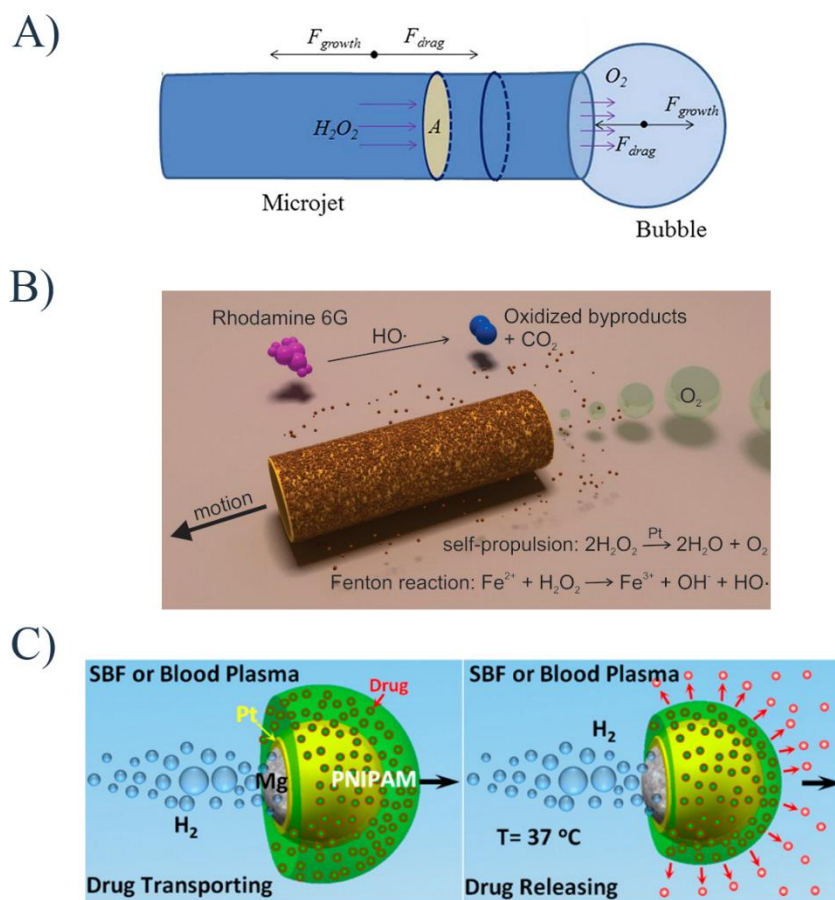 A)
F_growth F_drag
H₂O₂ A O₂ F_growth
F_drag
Microjet
Bubble
B)
Rhodamine 6G HO· Oxidized byproducts
+ CO₂
O₂
motion
self-propulsion: 2H₂O₂ Pt→ 2H₂O + O₂
Fenton reaction: Fe²⁺ + H₂O₂ → Fe³⁺ + OH⁻ + HO·
C)
SBF or Blood Plasma
Drug
Pt
Mg PNIPAM
H₂
Drug Transporting
SBF or Blood Plasma
H₂
T= 37 °C
Drug Releasing